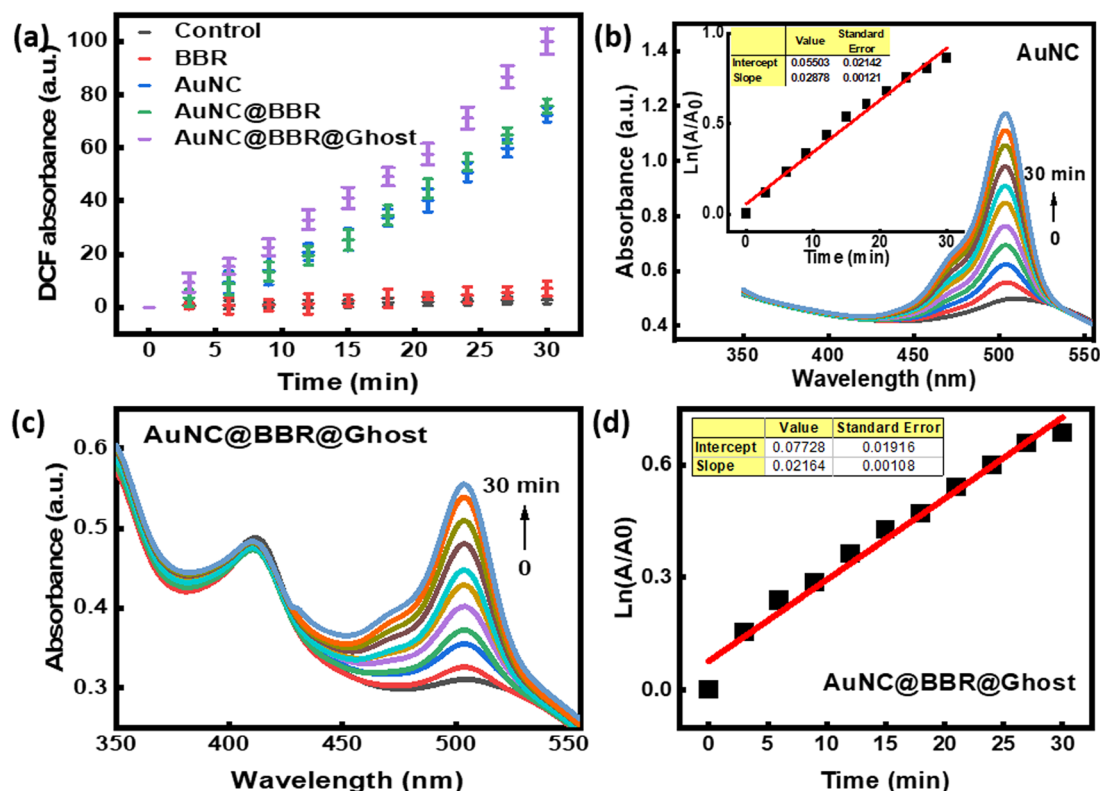 (a)
Control
BBR
AuNC
AuNC@BBR
AuNC@BBR@Ghost
DCF absorbance (a.u.)
100
80
60
40
20
0
0 5 10 15 20 25 30
Time (min)
(b)
AuNC
Absorbance (a.u.)
1.4
1.2
1.0
0.8
0.6
0.4
350 400 450 500 550
Wavelength (nm)
30 min
0
Value Standard Error
Intercept 0.05503 0.02142
Slope 0.02878 0.00121
Ln(A/A0)
1.0
0.5
0.0
0 10 20 30
Time (min)
(c)
AuNC@BBR@Ghost
Absorbance (a.u.)
0.6
0.5
0.4
0.3
30 min
0
350 400 450 500 550
Wavelength (nm)
(d)
Value Standard Error
Intercept 0.07728 0.01916
Slope 0.02164 0.00108
Ln(A/A0)
0.6
0.3
0.0
AuNC@BBR@Ghost
0 5 10 15 20 25 30
Time (min)